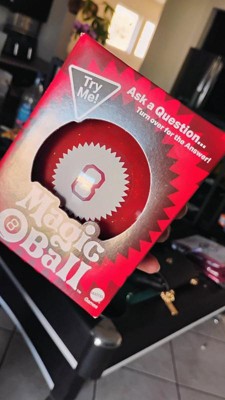 Try
Me!
Ask a Question...
Turn over for the Answer!
8
Magic
8
Ball